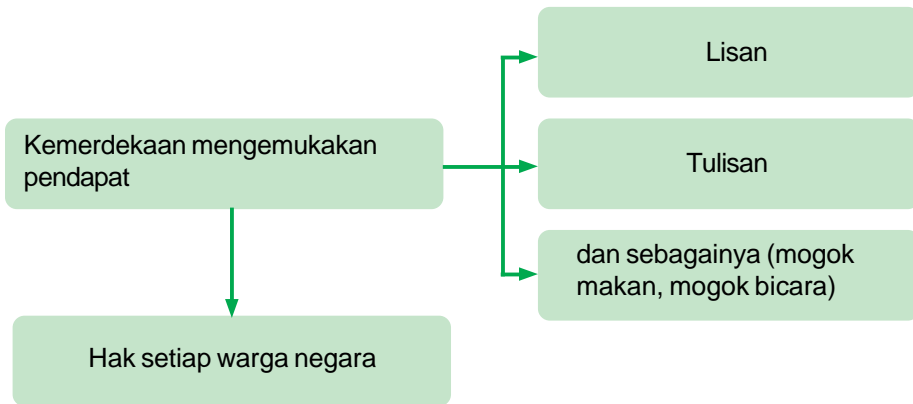 Lisan
Kemerdekaan mengemukakan
pendapat
Tulisan
dan sebagainya (mogok
makan, mogok bicara)
Hak setiap warga negara